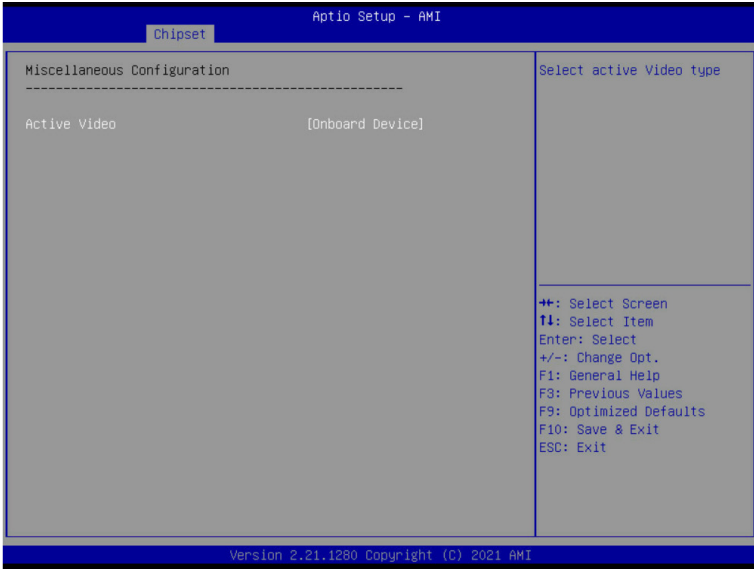 Aptio Setup – AMI
Chipset
Miscellaneous Configuration
--------------------------------------------------
Active Video [Onboard Device]
Select active Video type
→←: Select Screen
↑↓: Select Item
Enter: Select
+/-: Change Opt.
F1: General Help
F3: Previous Values
F9: Optimized Defaults
F10: Save & Exit
ESC: Exit
Version 2.21.1280 Copyright (C) 2021 AMI